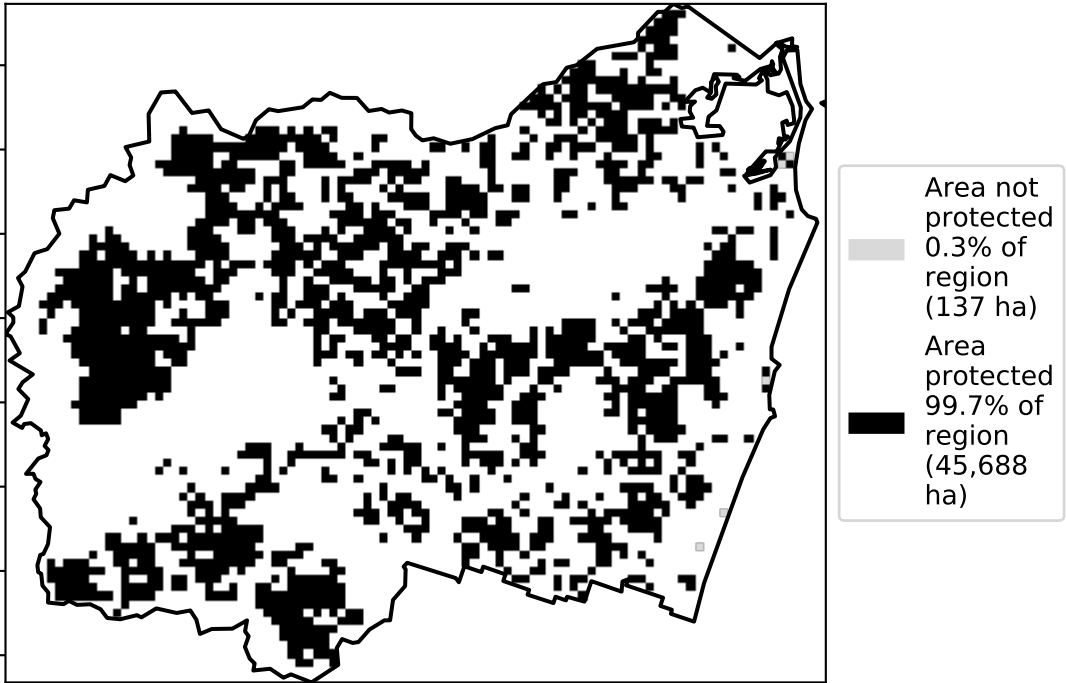 Area not
protected
0.3% of
region
(137 ha)
Area
protected
99.7% of
region
(45,688
ha)